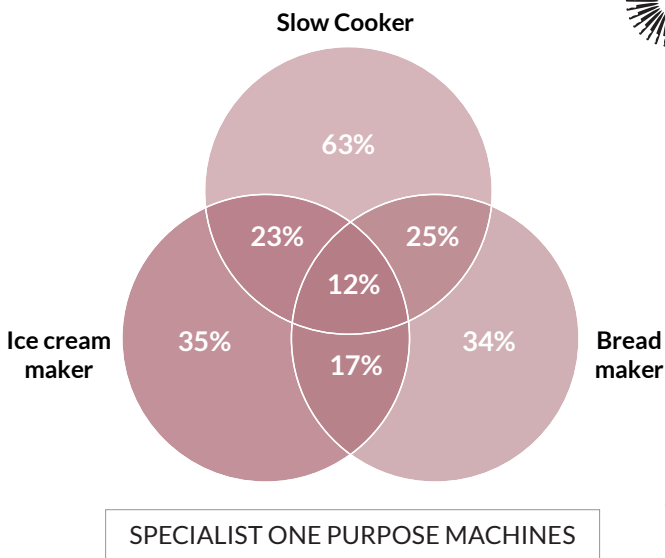 Slow Cooker
63%
23%
25%
12%
Ice cream
maker
35%
17%
34%
Bread
maker
SPECIALIST ONE PURPOSE MACHINES